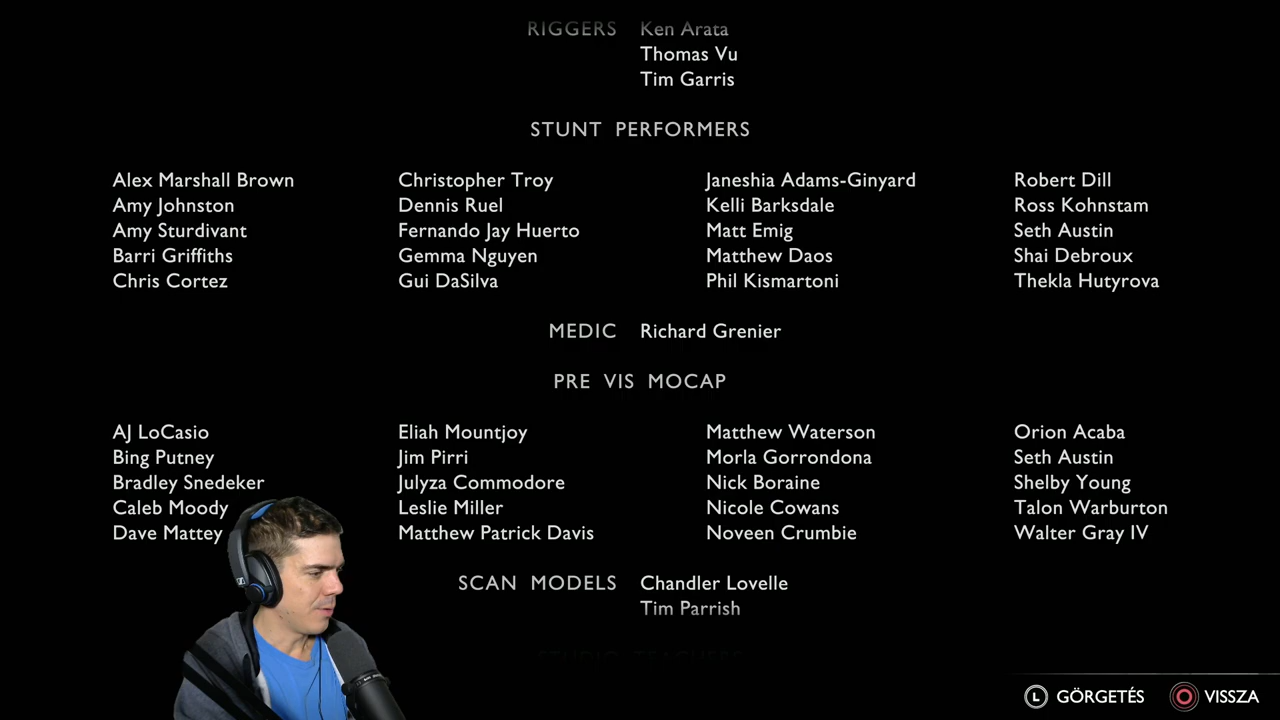 RIGGERS Ken Arata
Thomas Vu
Tim Garris
STUNT PERFORMERS
Alex Marshall Brown Christopher Troy Janeshia Adams-Ginyard Robert Dill
Amy Johnston Dennis Ruel Kelli Barksdale Ross Kohnstam
Amy Sturdivant Fernando Jay Huerto Matt Emig Seth Austin
Barri Griffiths Gemma Nguyen Matthew Daos Shai Debroux
Chris Cortez Gui DaSilva Phil Kismartoni Thekla Hutyrova
MEDIC Richard Grenier
PRE VIS MOCAP
AJ LoCasio Eliah Mountjoy Matthew Waterson Orion Acaba
Bing Putney Jim Pirri Morla Gorrondona Seth Austin
Bradley Snedeker Julyza Commodore Nick Boraine Shelby Young
Caleb Moody Leslie Miller Nicole Cowans Talon Warburton
Dave Mattey Matthew Patrick Davis Noveen Crumbie Walter Gray IV
SCAN MODELS Chandler Lovelle
Tim Parrish
STUDIO TEACHERS
L GÖRGETÉS VISSZA